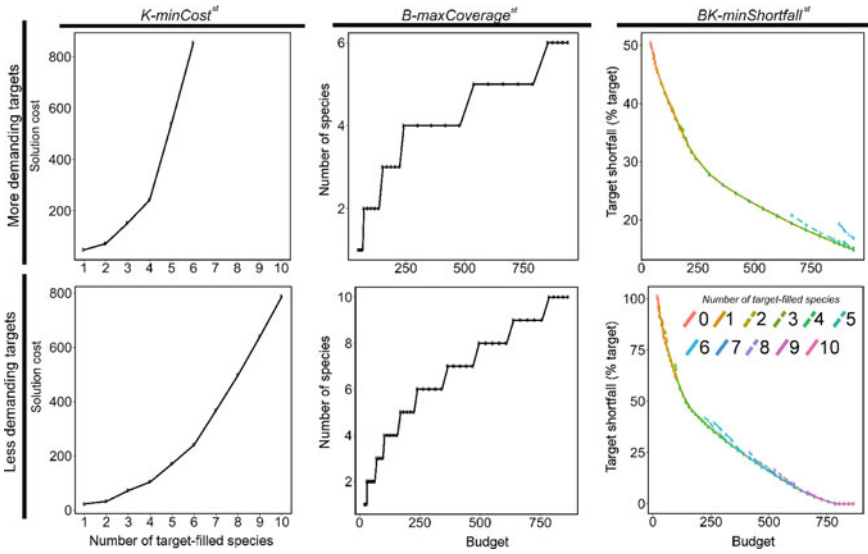 K-minCost^st
B-maxCoverage^st
BK-minShortfall^st
More demanding targets
Solution cost
800
600
400
200
1 2 3 4 5 6 7 8 9 10
Number of species
6
4
2
250 500 750
Target shortfall (% target)
50
40
30
20
0 250 500 750
Less demanding targets
Solution cost
800
600
400
200
0
1 2 3 4 5 6 7 8 9 10
Number of target-filled species
Number of species
10
8
6
4
2
250 500 750
Budget
Target shortfall (% target)
100
75
50
25
0
Number of target-filled species
0 1 2 3 4 5
6 7 8 9 10
0 250 500 750
Budget